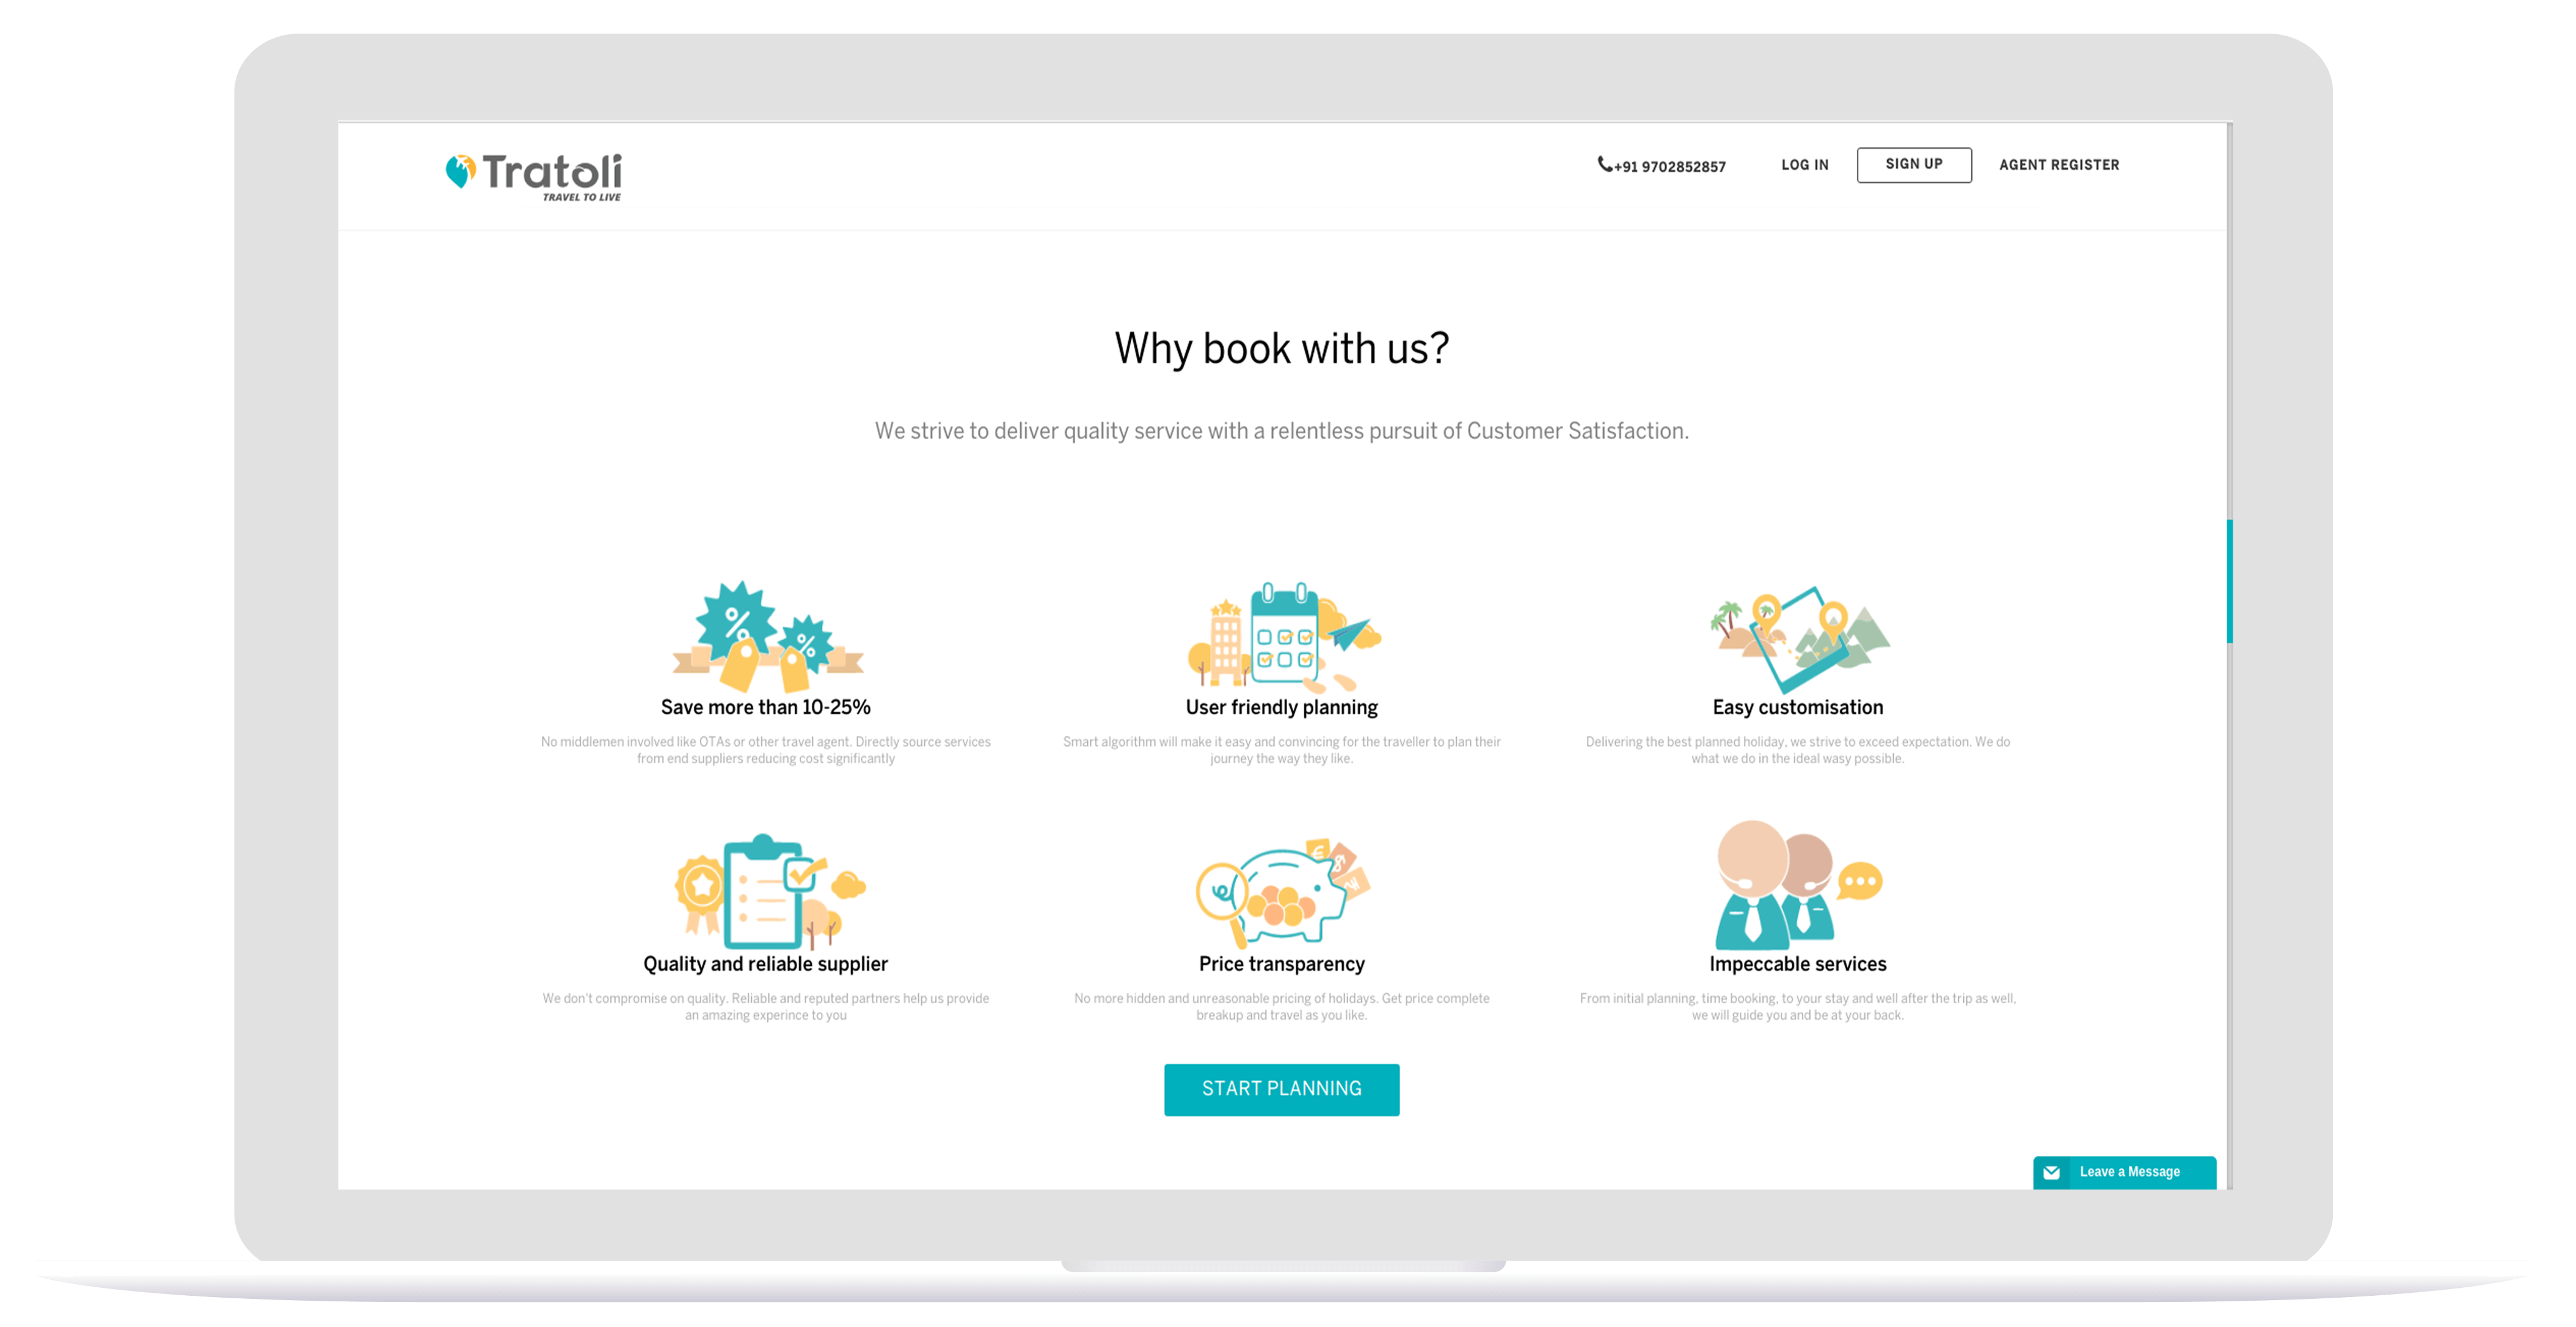 Tratoli
TRAVEL TO LIVE
+91 9702852857
LOG IN
SIGN UP
AGENT REGISTER
Why book with us?
We strive to deliver quality service with a relentless pursuit of Customer Satisfaction.
Save more than 10-25%
No middlemen involved like OTAs or other travel agent. Directly source services
from end suppliers reducing cost significantly
User friendly planning
Smart algorithm will make it easy and convincing for the traveller to plan their
journey the way they like.
Easy customisation
Delivering the best planned holiday, we strive to exceed expectation. We do
what we do in the ideal wasy possible.
Quality and reliable supplier
We don't compromise on quality. Reliable and reputed partners help us provide
an amazing experince to you
Price transparency
No more hidden and unreasonable pricing of holidays. Get price complete
breakup and travel as you like.
Impeccable services
From initial planning, time booking, to your stay and well after the trip as well,
we will guide you and be at your back.
START PLANNING
Leave a Message